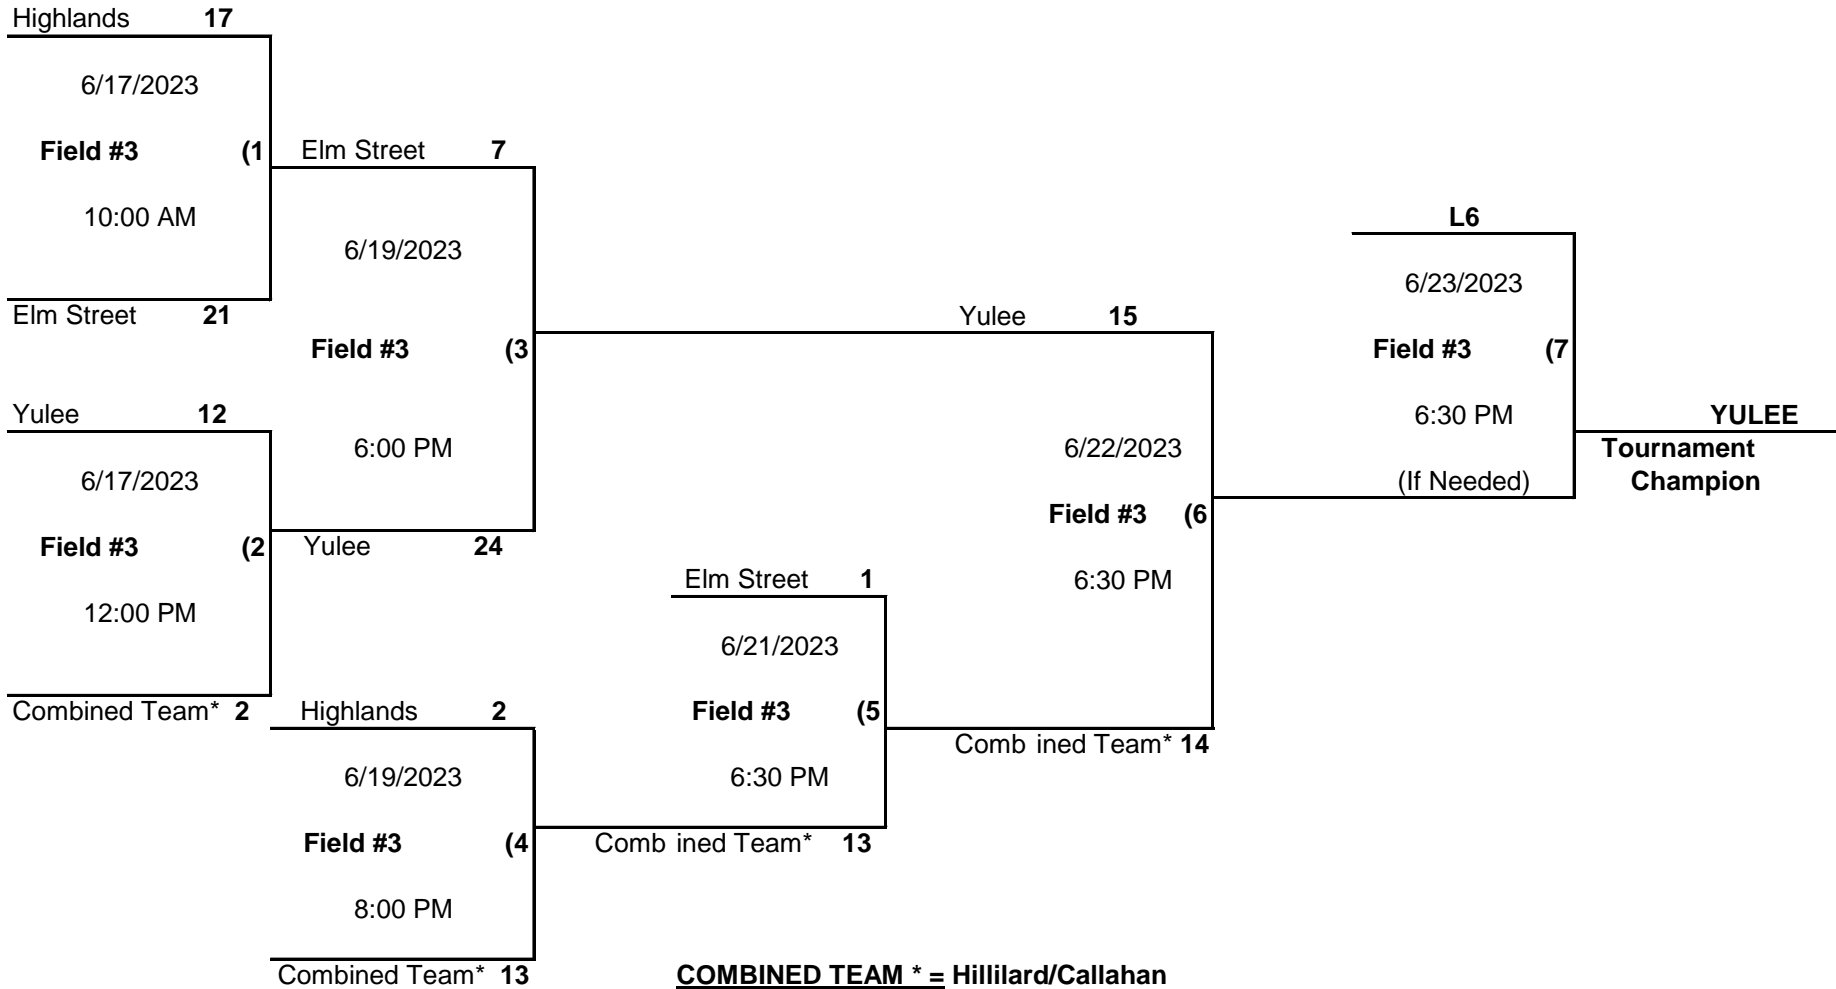 Highlands 17
6/17/2023
Field #3 (1
10:00 AM
Elm Street 21
Yulee 12
6/17/2023
Field #3 (2
12:00 PM
Combined Team* 2
Elm Street 7
6/19/2023
Field #3 (3
6:00 PM
Yulee 24
Highlands 2
6/19/2023
Field #3 (4
8:00 PM
Combined Team* 13
Elm Street 1
6/21/2023
Field #3 (5
6:30 PM
Comb ined Team* 13
Yulee 15
6/22/2023
Field #3 (6
6:30 PM
Comb ined Team* 14
L6
6/23/2023
Field #3 (7
6:30 PM
(If Needed)
YULEE
Tournament
Champion
COMBINED TEAM * = Hillilard/Callahan